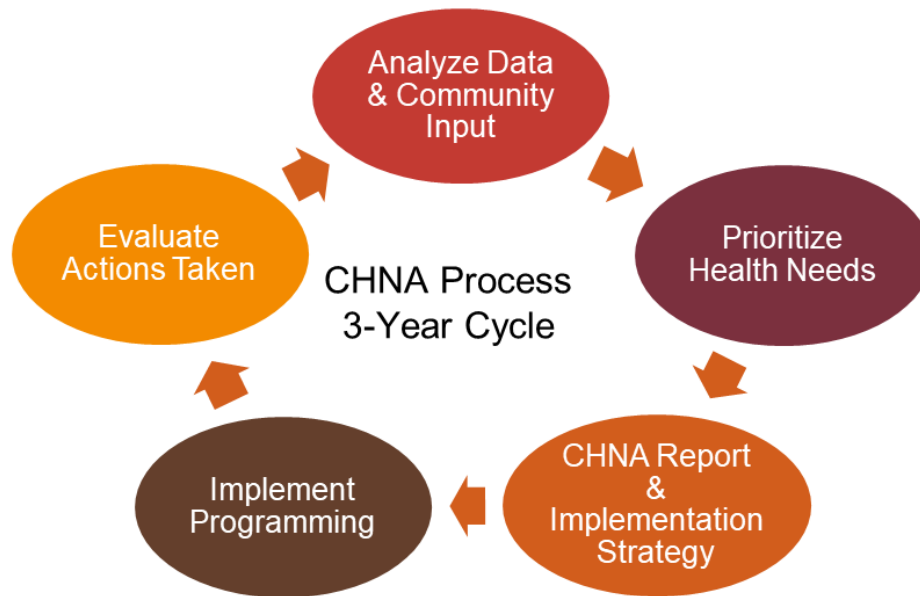 Analyze Data
& Community
Input
Prioritize
Health Needs
CHNA Report
&
Implementation
Strategy
Implement
Programming
Evaluate
Actions Taken
CHNA Process
3-Year Cycle